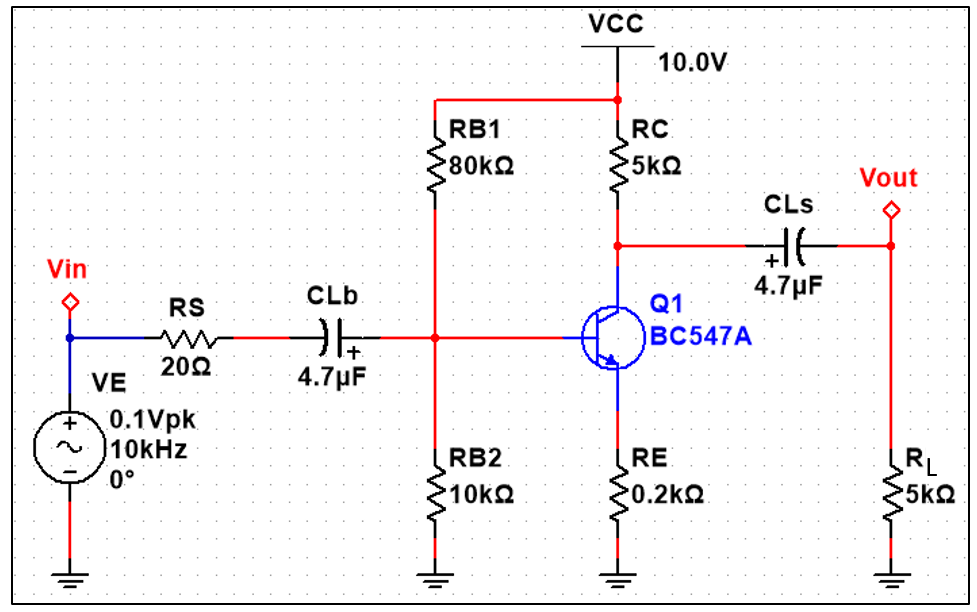 VCC
10.0V
RB1
80kΩ
RC
5kΩ
Vout
CLs
+
4.7µF
Vin
RS
20Ω
CLb
+
4.7µF
Q1
BC547A
VE
+
0.1Vpk
10kHz
0°
RB2
10kΩ
RE
0.2kΩ
RL
5kΩ